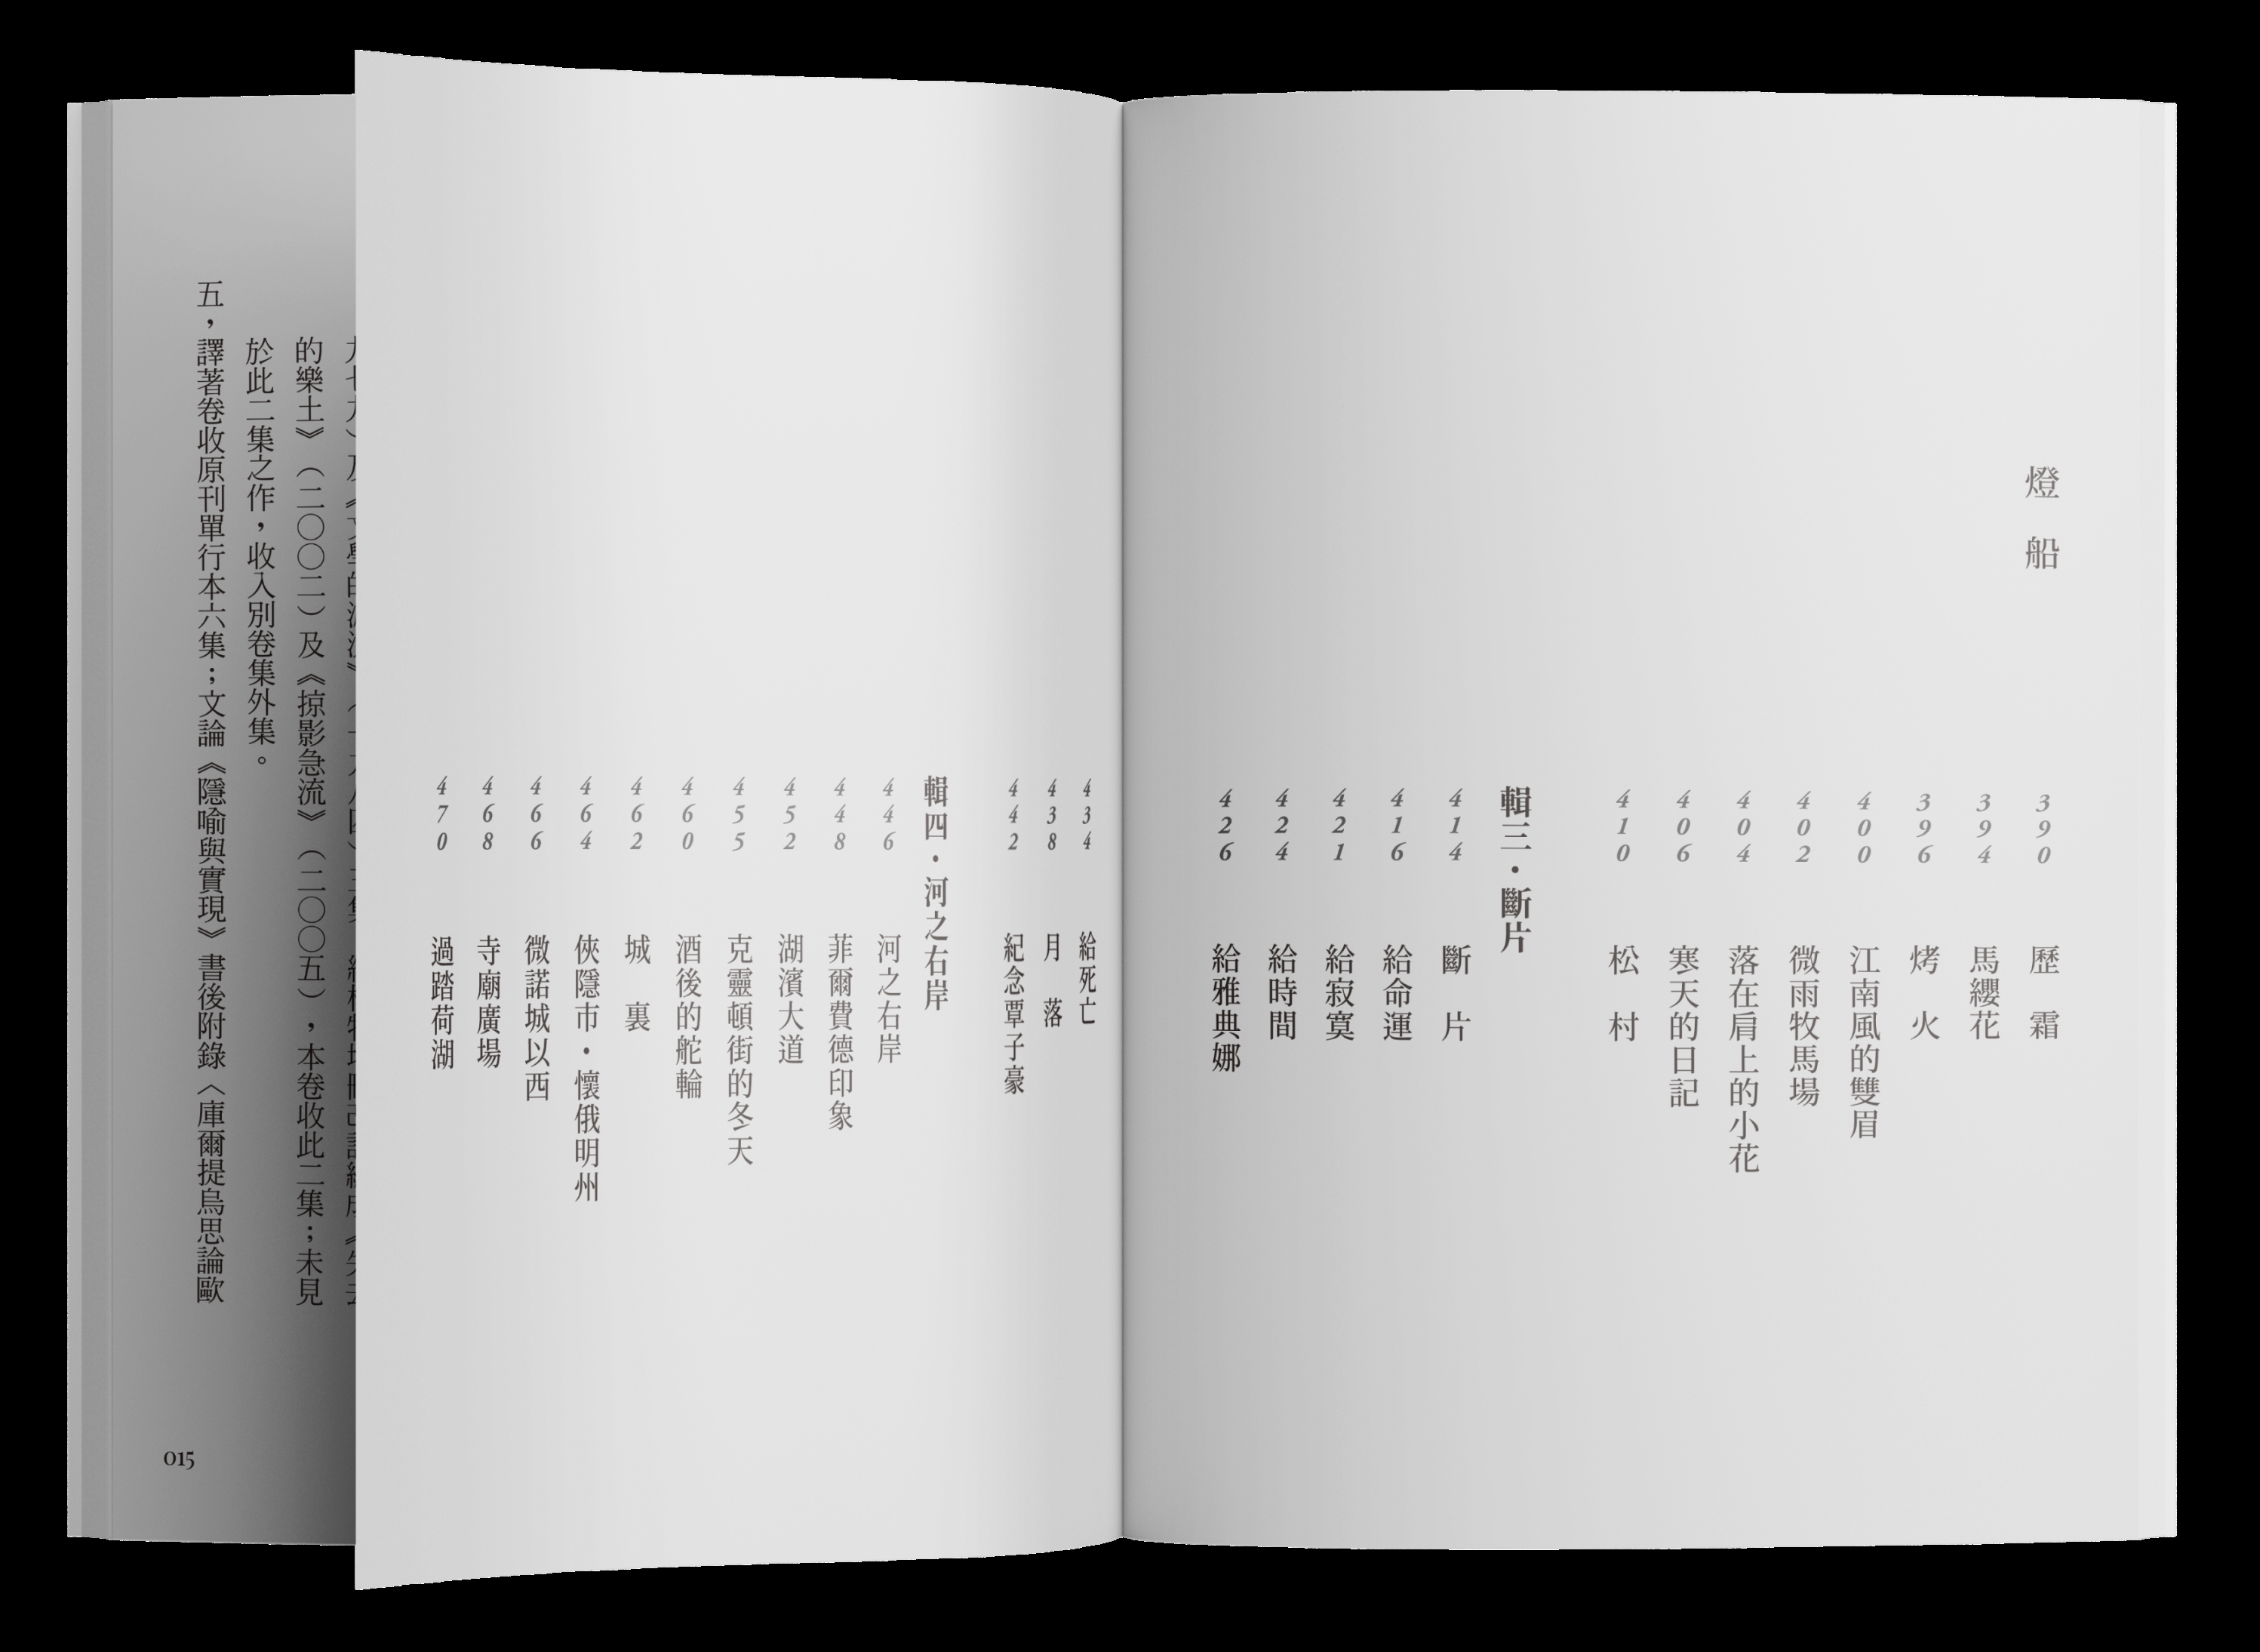 燈船
390 歷霜
394 馬纓花
396 烤火
400 江南風的雙眉
402 微雨牧馬場
404 落在肩上的小花
406 寒天的日記
410 松村
輯三・斷片
414 斷片
416 給命運
421 給寂寞
424 給時間
426 給雅典娜
434 給死亡
438 月落
442 紀念覃子豪
輯四・河之右岸
446 河之右岸
448 菲爾費德印象
452 湖濱大道
455 克靈頓街的冬天
460 酒後的舵輪
462 城裏
464 俠隱市・懷俄明州
466 微諾城以西
468 寺廟廣場
470 過踏荷湖
的樂土》（二〇〇二）及《掠影急流》（二〇〇五），本卷收此二集；未見
於此二集之作，收入別卷集外集。
五，譯著卷收原刊單行本六集；文論《隱喻與實現》書後附錄〈庫爾提烏思論歐
015